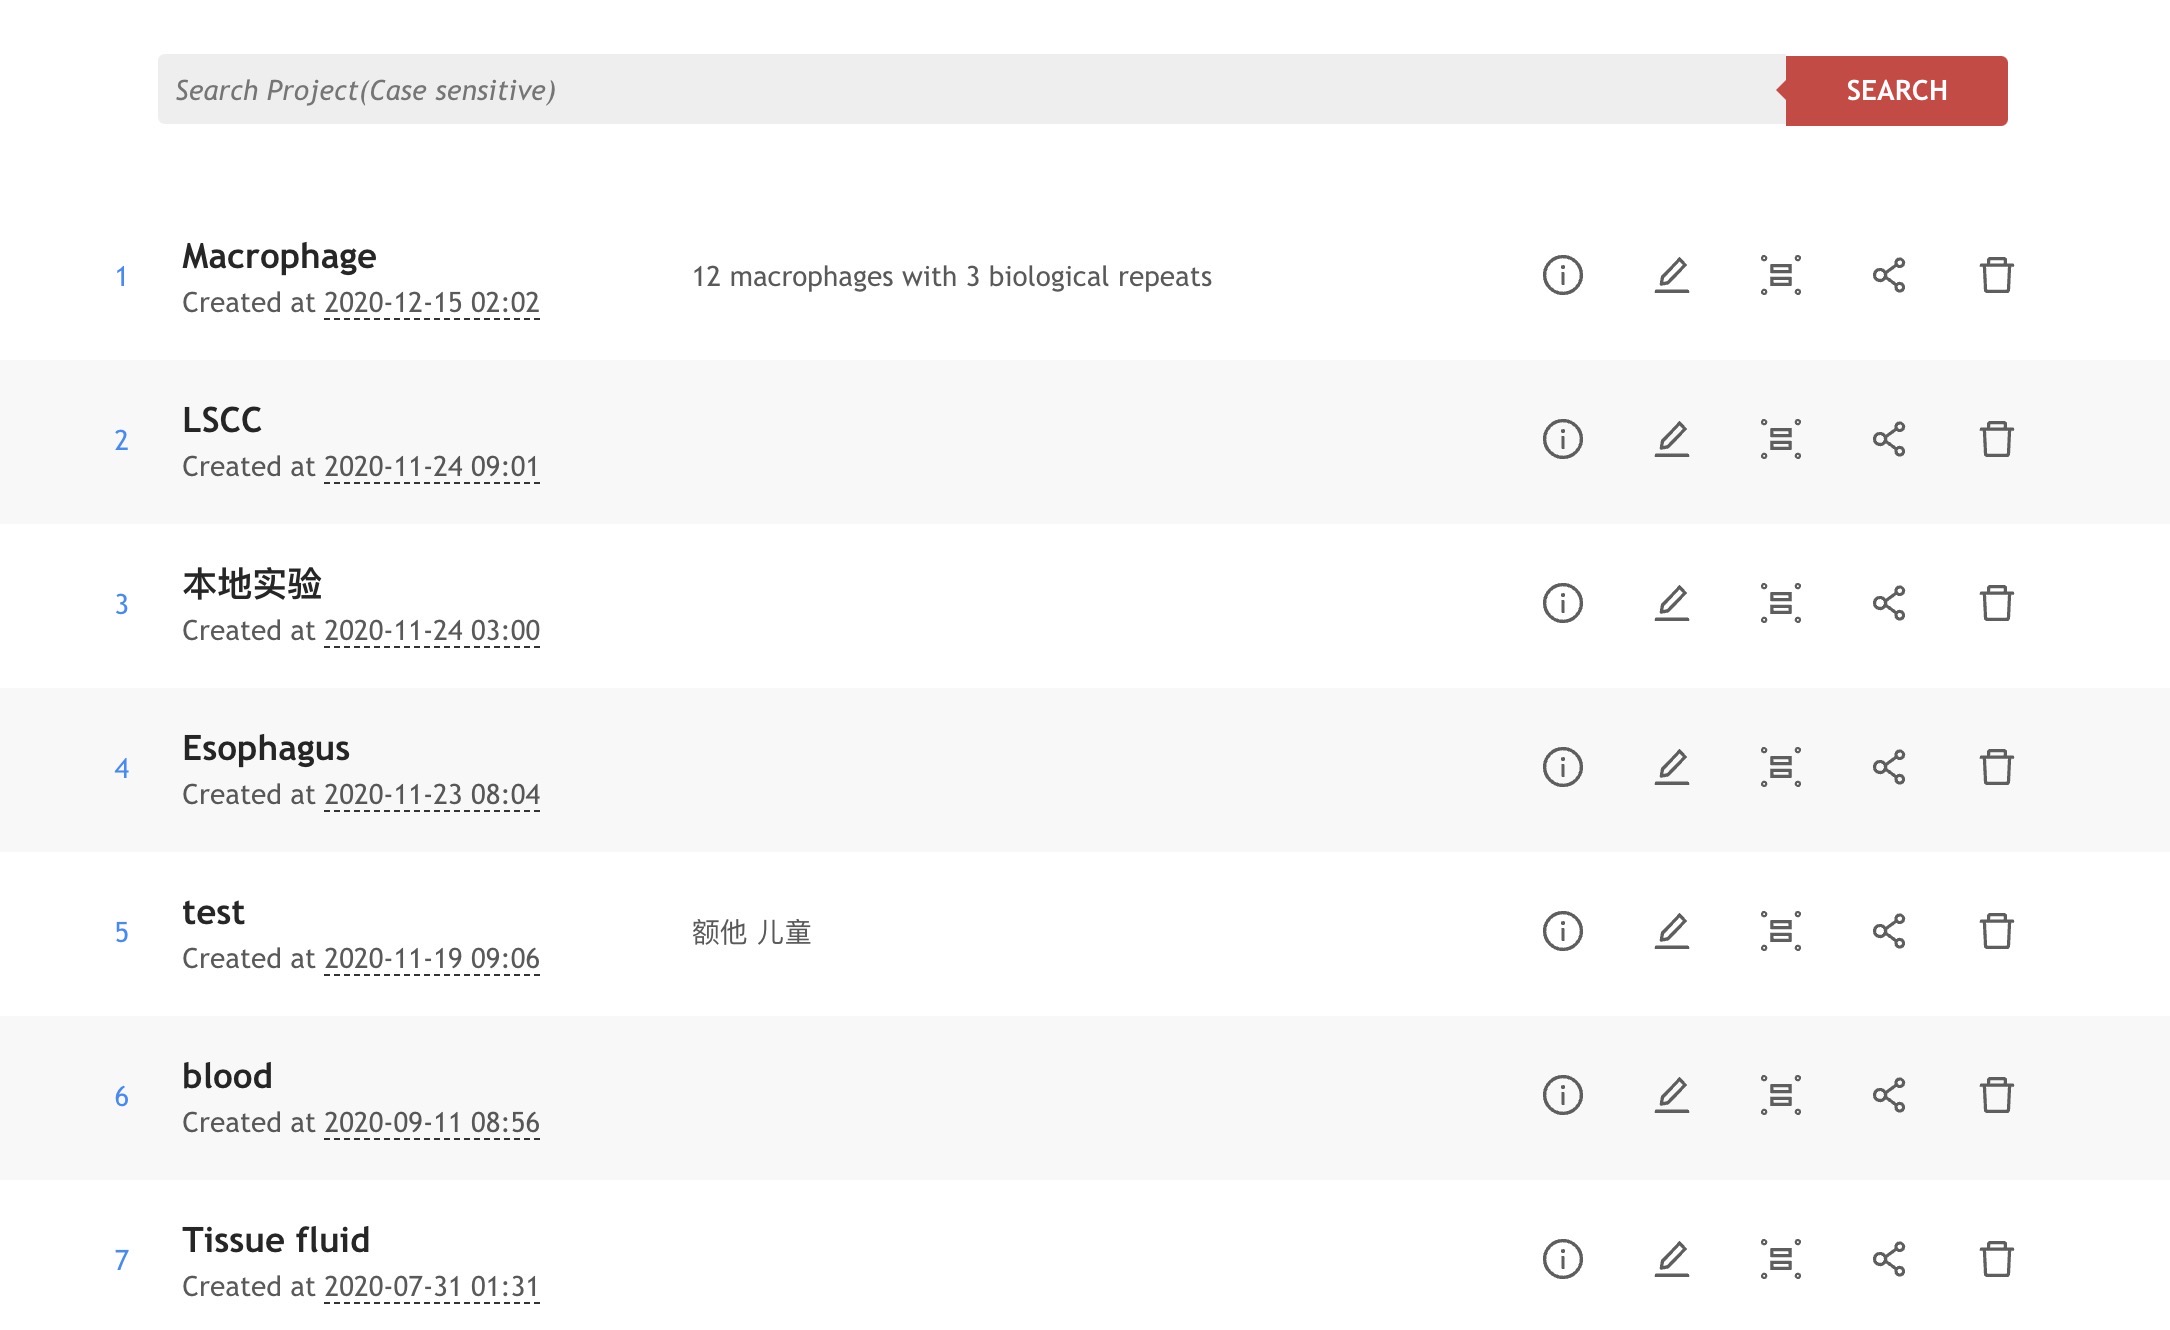 Search Project(Case sensitive)
SEARCH
1
Macrophage
Created at 2020-12-15 02:02
12 macrophages with 3 biological repeats
2
LSCC
Created at 2020-11-24 09:01
3
本地实验
Created at 2020-11-24 03:00
4
Esophagus
Created at 2020-11-23 08:04
5
test
Created at 2020-11-19 09:06
额他 儿童
6
blood
Created at 2020-09-11 08:56
7
Tissue fluid
Created at 2020-07-31 01:31